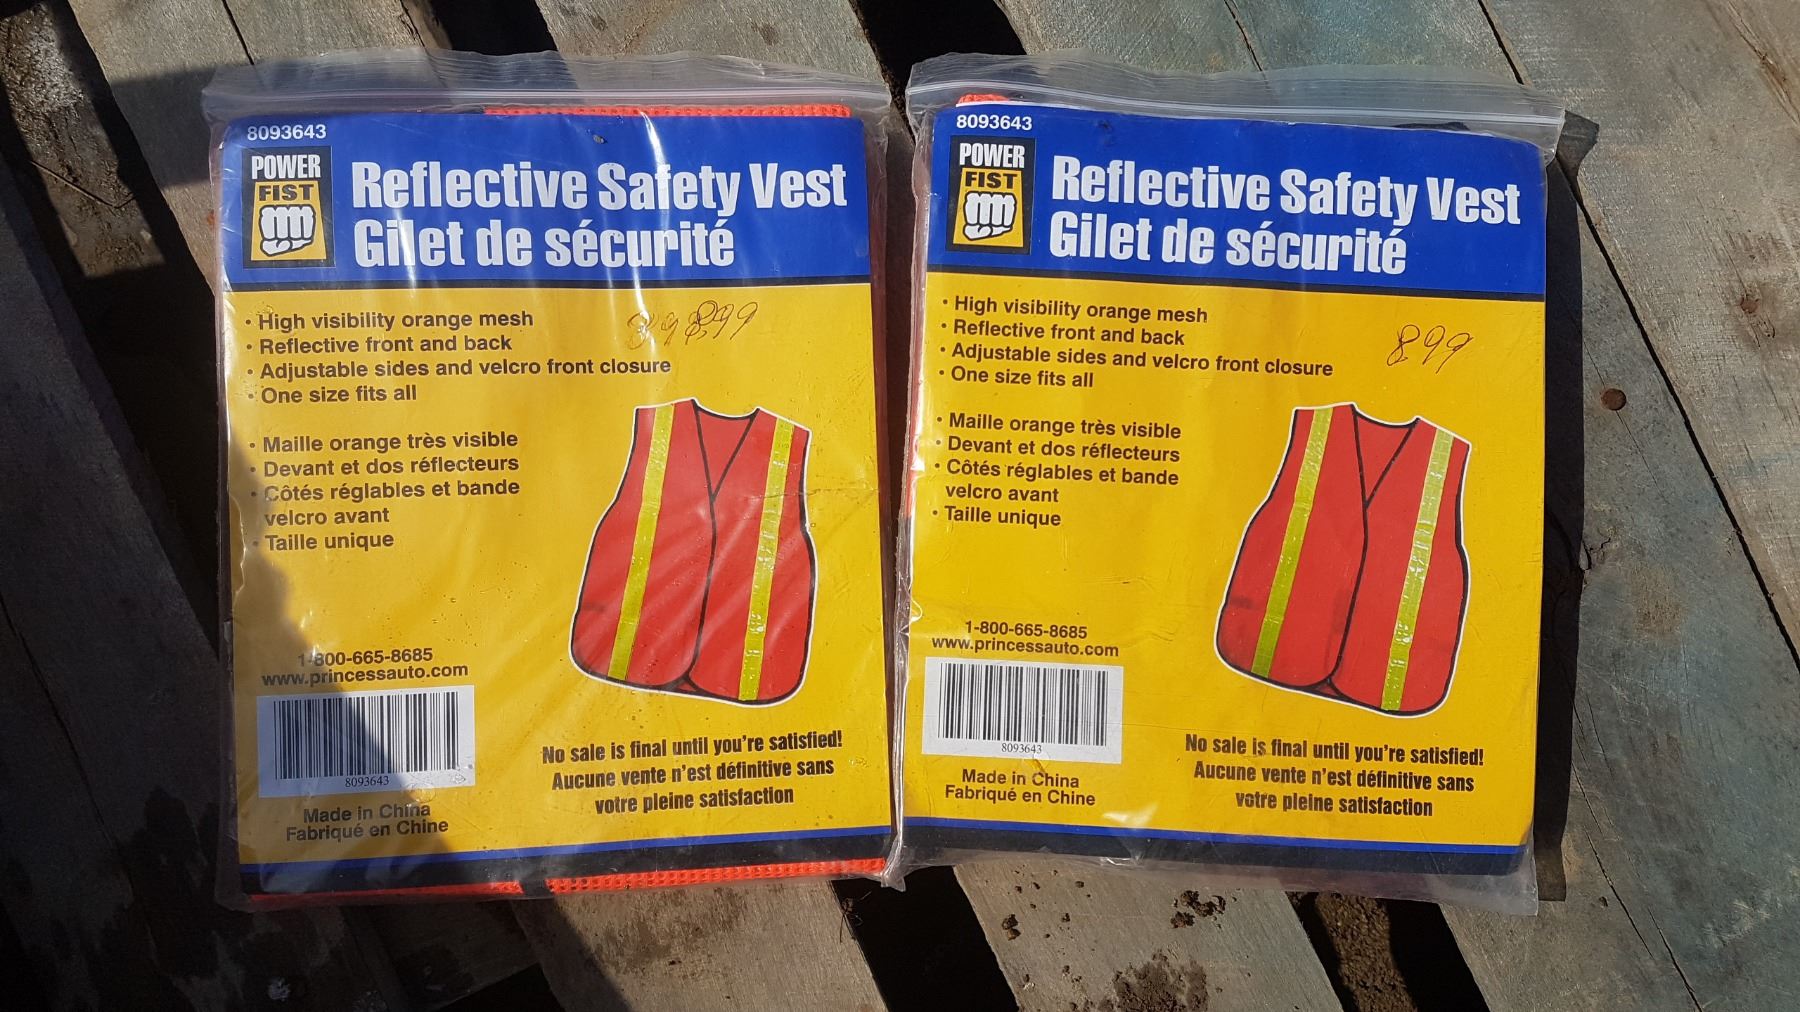 8093643
POWER
FIST
Reflective Safety Vest
Gilet de sécurité
• High visibility orange mesh
• Reflective front and back
• Adjustable sides and velcro front closure
• One size fits all
899
• Maille orange très visible
• Devant et dos réflecteurs
• Côtés réglables et bande
velcro avant
• Taille unique
1-800-665-8685
www.princessauto.com
8093643
Made in China
Fabriqué en Chine
No sale is final until you're satisfied!
Aucune vente n'est définitive sans
votre pleine satisfaction
8093643
POWER
FIST
Reflective Safety Vest
Gilet de sécurité
• High visibility orange mesh
• Reflective front and back
• Adjustable sides and velcro front closure
• One size fits all
899
• Maille orange très visible
• Devant et dos réflecteurs
• Côtés réglables et bande
velcro avant
• Taille unique
1-800-665-8685
www.princessauto.com
8093643
Made in China
Fabriqué en Chine
No sale is final until you're satisfied!
Aucune vente n'est définitive sans
votre pleine satisfaction